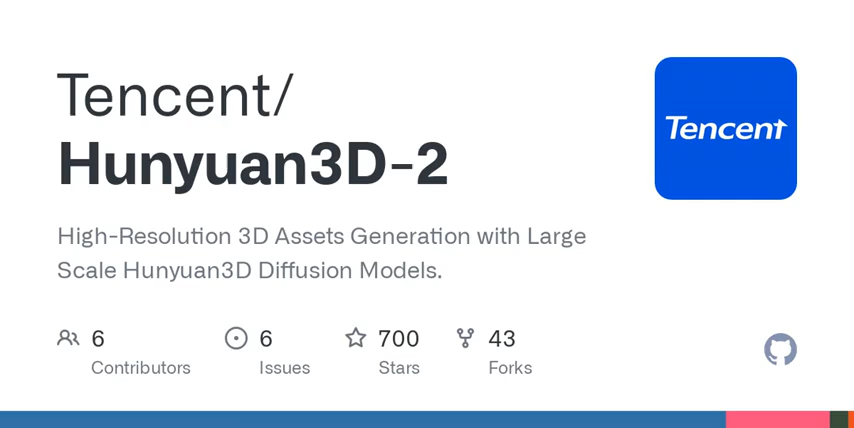 Tencent/
Hunyuan3D-2
Tencent
High-Resolution 3D Assets Generation with Large
Scale Hunyuan3D Diffusion Models.
6
Contributors
6
Issues
700
Stars
43
Forks